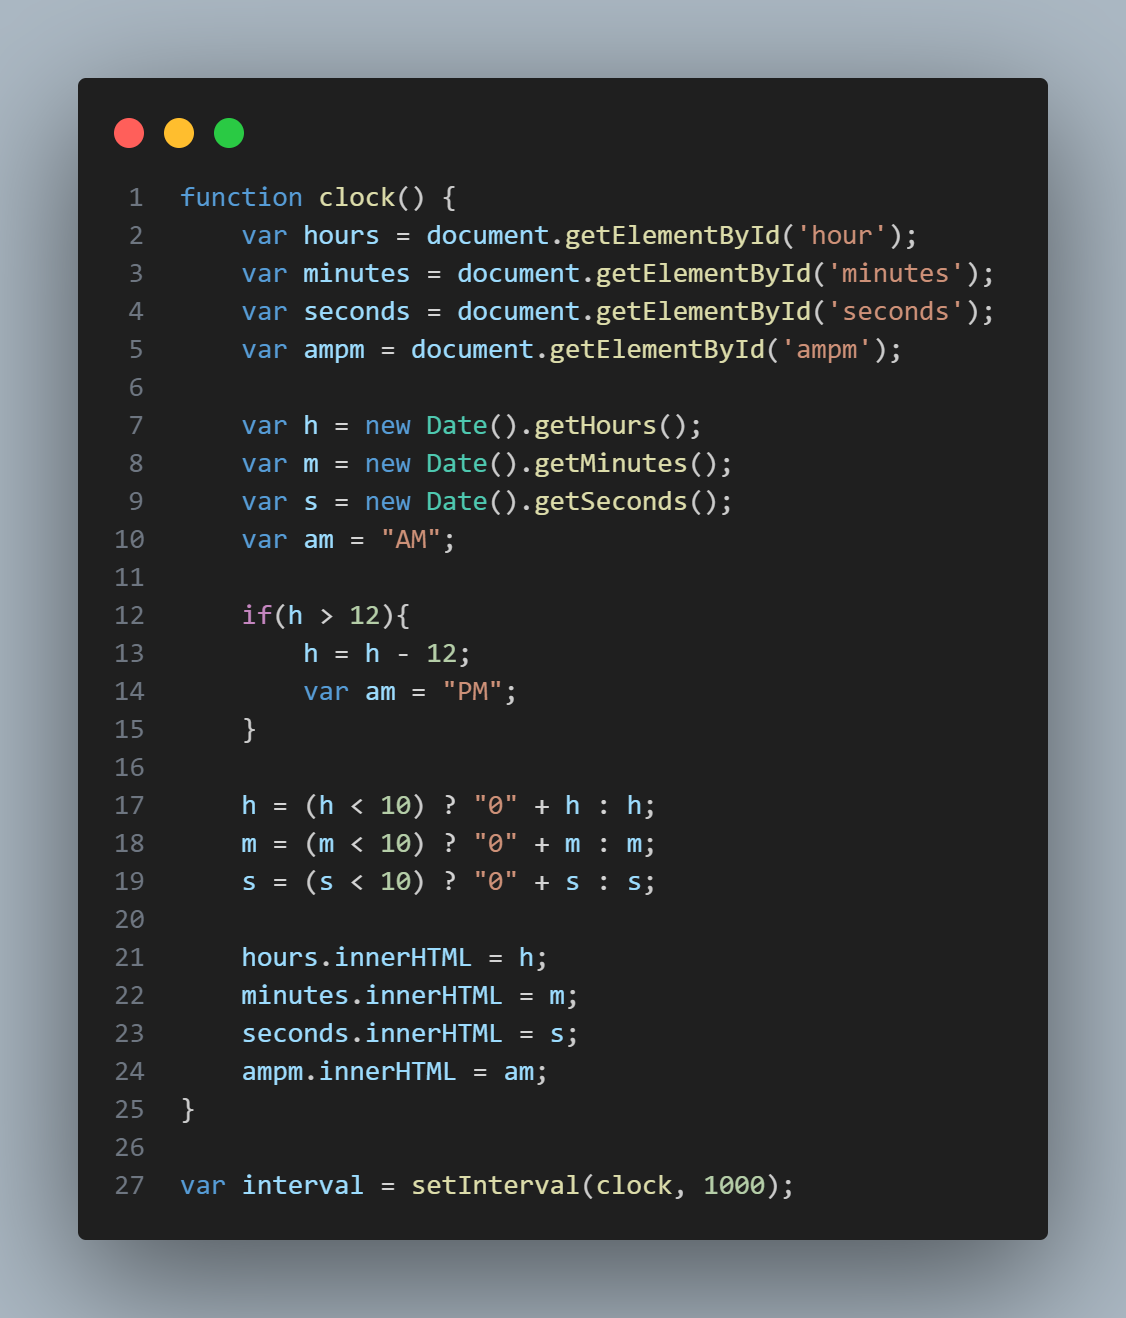 1 function clock() {
2     var hours = document.getElementById('hour');
3     var minutes = document.getElementById('minutes');
4     var seconds = document.getElementById('seconds');
5     var ampm = document.getElementById('ampm');
6
7     var h = new Date().getHours();
8     var m = new Date().getMinutes();
9     var s = new Date().getSeconds();
10     var am = "AM";
11
12     if(h > 12){
13         h = h - 12;
14         var am = "PM";
15     }
16
17     h = (h < 10) ? "0" + h : h;
18     m = (m < 10) ? "0" + m : m;
19     s = (s < 10) ? "0" + s : s;
20
21     hours.innerHTML = h;
22     minutes.innerHTML = m;
23     seconds.innerHTML = s;
24     ampm.innerHTML = am;
25 }
26
27 var interval = setInterval(clock, 1000);